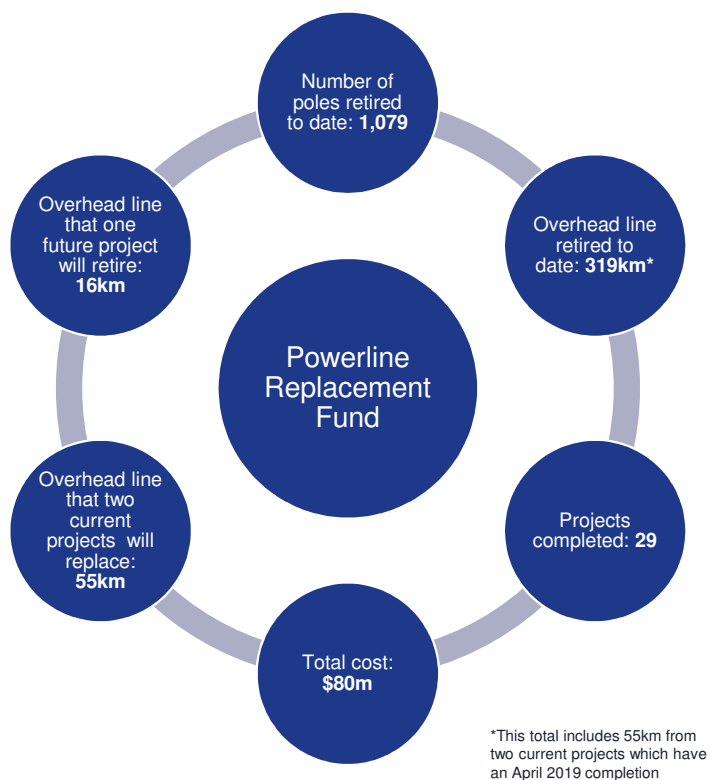 Number of
poles retired
to date: 1,079
Overhead line
retired to
date: 319km*
Projects
completed: 29
Total cost:
$80m
Overhead line
that two
current
projects will
replace:
55km
Overhead line
that one
future project
will retire:
16km
Powerline
Replacement
Fund
*This total includes 55km from
two current projects which have
an April 2019 completion